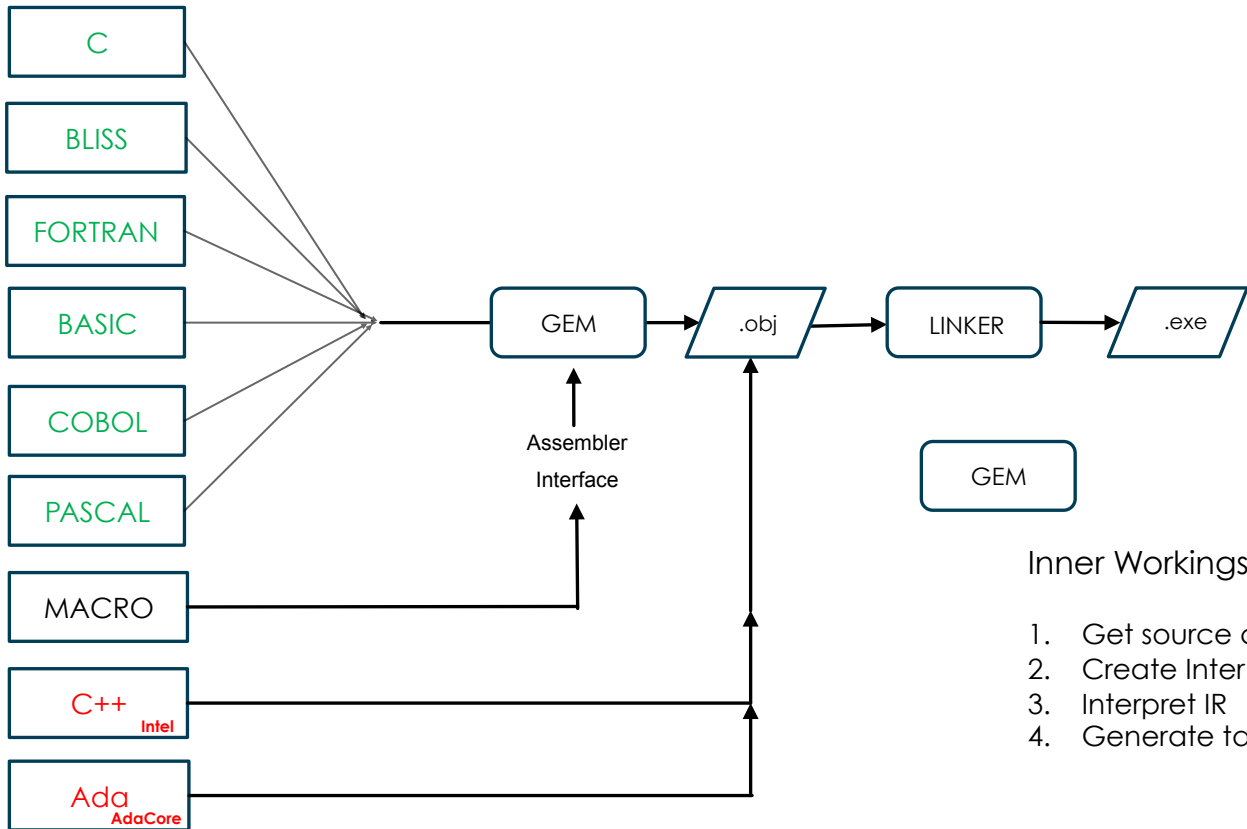 C
BLISS
FORTRAN
BASIC
COBOL
PASCAL
MACRO
C++
Intel
Ada
AdaCore
GEM
.obj
LINKER
.exe
Assembler
Interface
GEM
Inner Workings
1. Get source
2. Create Inter
3. Interpret IR
4. Generate